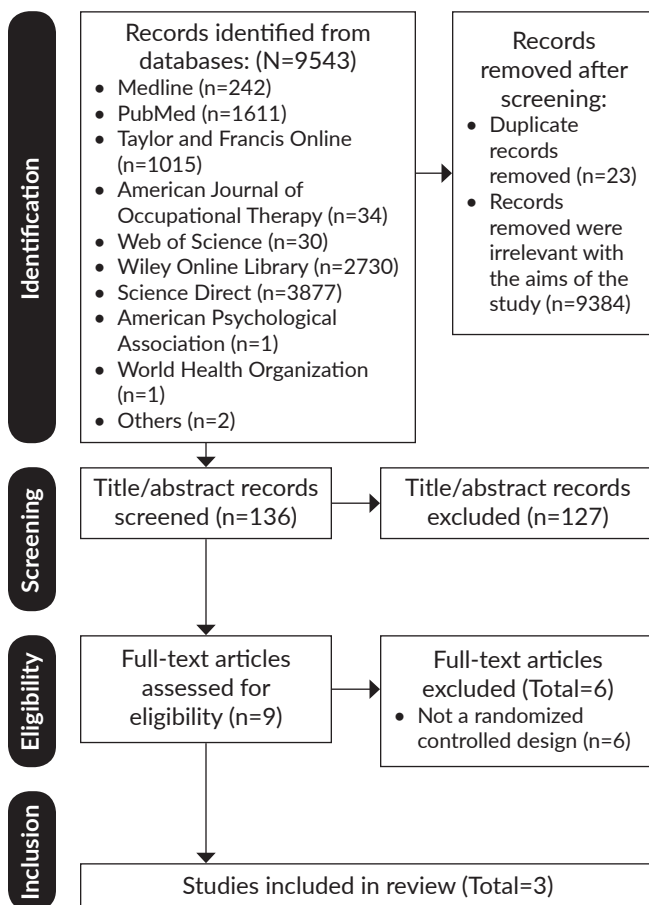 Identification
Records identified from
databases: (N=9543)
• Medline (n=242)
• PubMed (n=1611)
• Taylor and Francis Online
(n=1015)
• American Journal of
Occupational Therapy (n=34)
• Web of Science (n=30)
• Wiley Online Library (n=2730)
• Science Direct (n=3877)
• American Psychological
Association (n=1)
• World Health Organization
(n=1)
• Others (n=2)
Records
removed after
screening:
• Duplicate
records
removed (n=23)
• Records
removed were
irrelevant with
the aims of the
study (n=9384)
Screening
Title/abstract records
screened (n=136)
Title/abstract records
excluded (n=127)
Eligibility
Full-text articles
assessed for
eligibility (n=9)
Full-text articles
excluded (Total=6)
• Not a randomized
controlled design (n=6)
Inclusion
Studies included in review (Total=3)